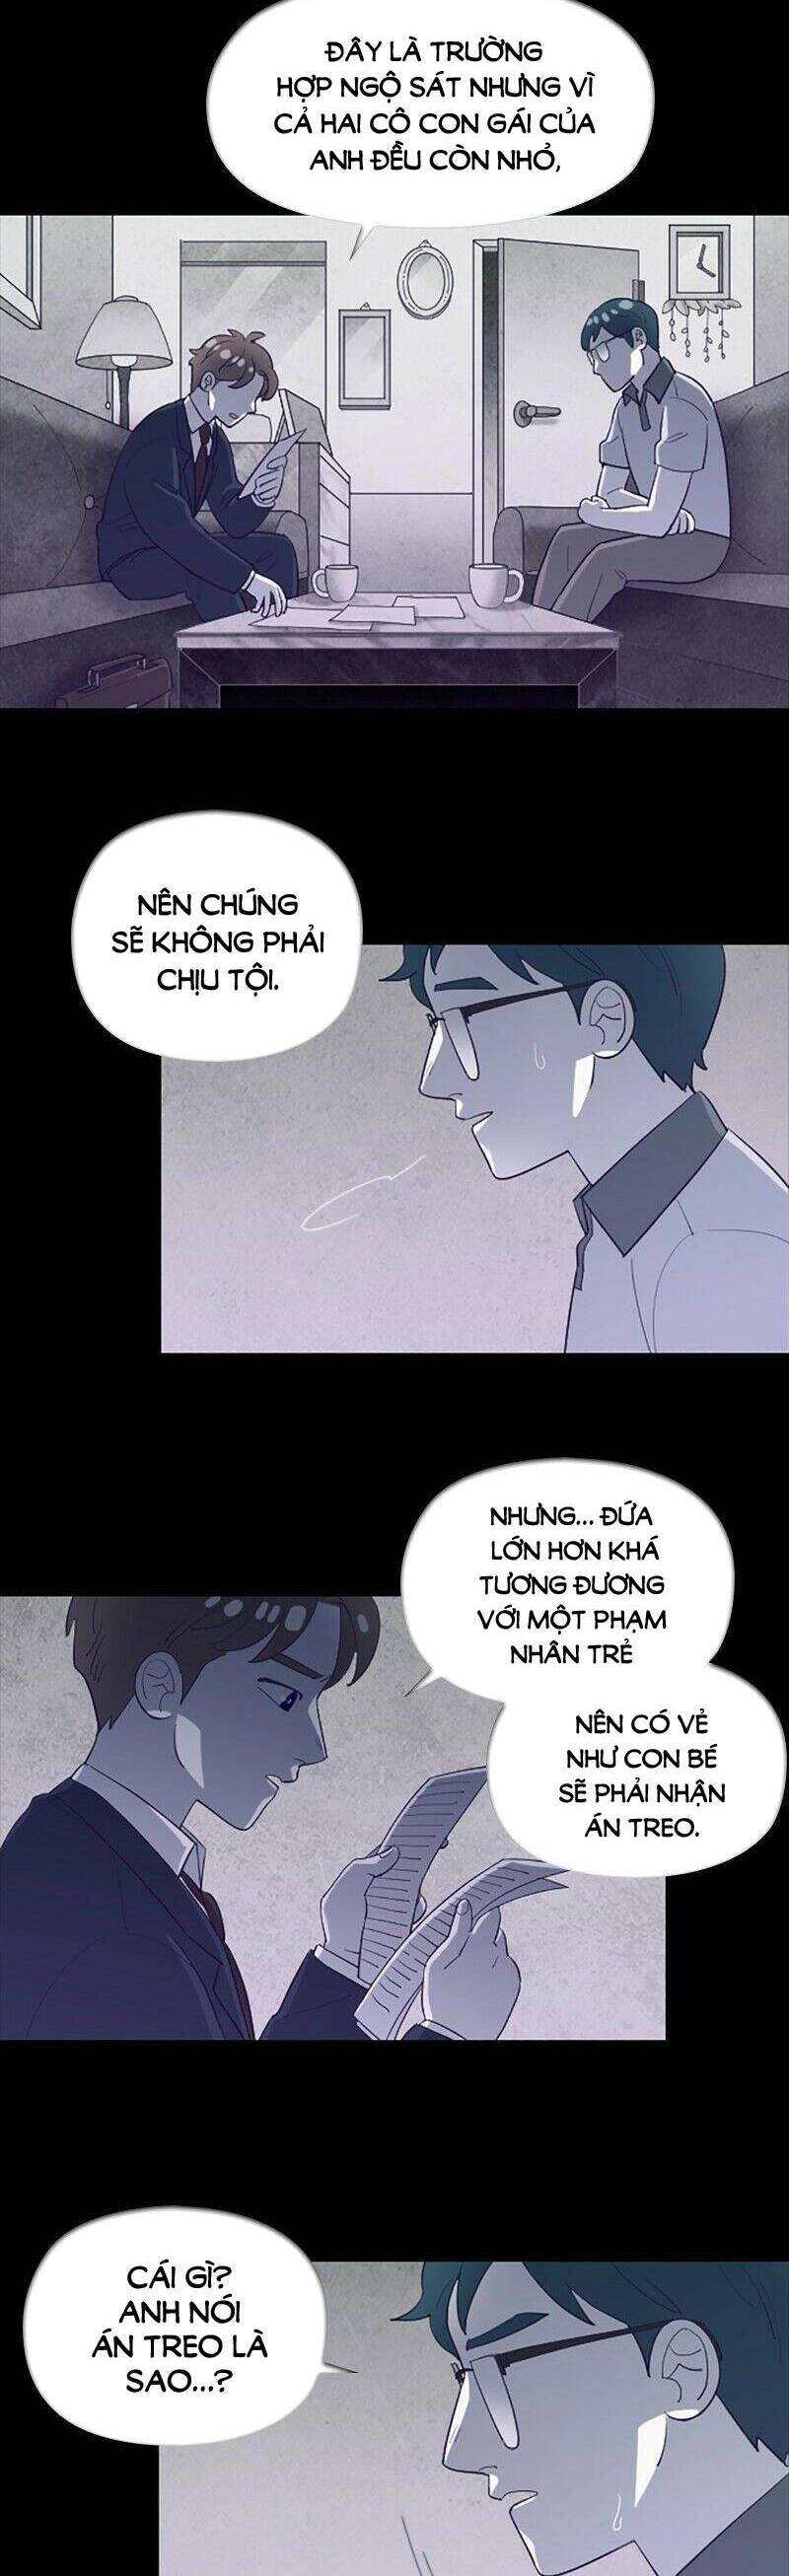 ĐÂY LÀ TRƯỜNG
HỢP NGỘ SÁT NHƯNG VÌ
CẢ HAI CÔ CON GÁI CỦA
ANH ĐỀU CÒN NHỎ,
NÊN CHÚNG
SẼ KHÔNG PHẢI
CHỊU TỘI.
NHƯNG... ĐỨA
LỚN HƠN KHÁ
TƯƠNG ĐƯƠNG
VỚI MỘT PHẠM
NHÂN TRẺ
NÊN CÓ VẺ
NHƯ CON BÉ
SẼ PHẢI NHẬN
ÁN TREO.
CÁI GÌ?
ANH NÓI
ÁN TREO LÀ
SAO...?